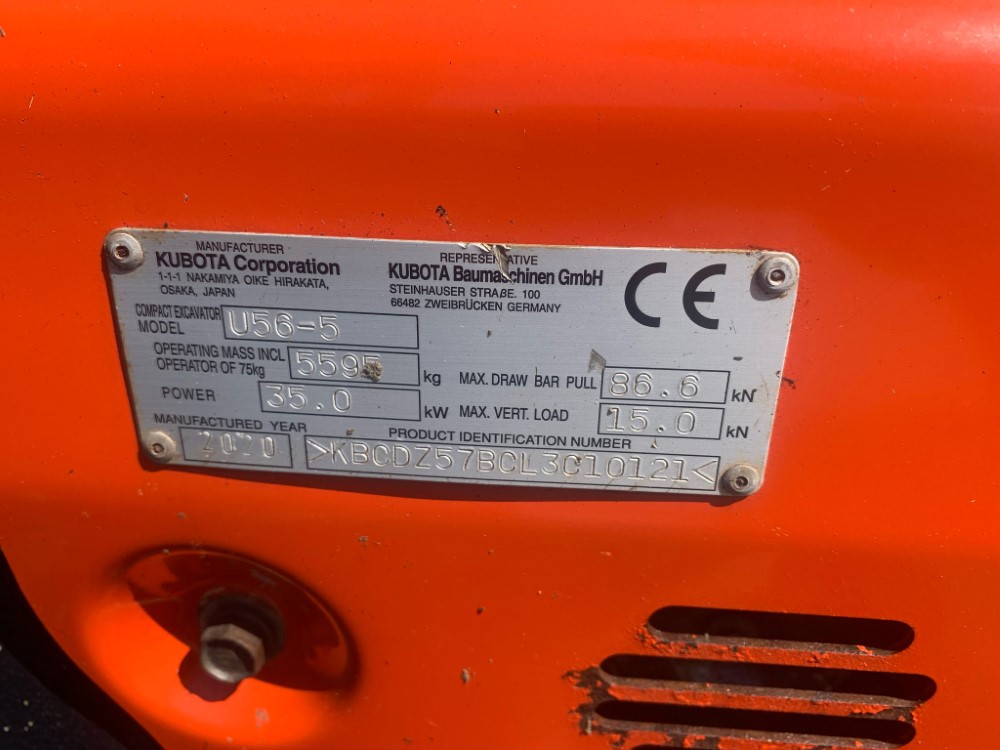 MANUFACTURER
KUBOTA Corporation
1-1-1 NAKAMIYA OIKE HIRAKATA,
OSAKA, JAPAN
REPRESENTATIVE
KUBOTA Baumaschinen GmbH
STEINHAUSER STRAßE. 100
66482 ZWEIBRÜCKEN GERMANY
CE
COMPACT EXCAVATOR
MODEL U56-5
OPERATING MASS INCL
OPERATOR OF 75kg 5595 kg
MAX. DRAW BAR PULL 86.6 kN
POWER 35.0 kW
MAX. VERT. LOAD 15.0 kN
MANUFACTURED YEAR
2020
PRODUCT IDENTIFICATION NUMBER
>KBCDZ57BCL3C10121<